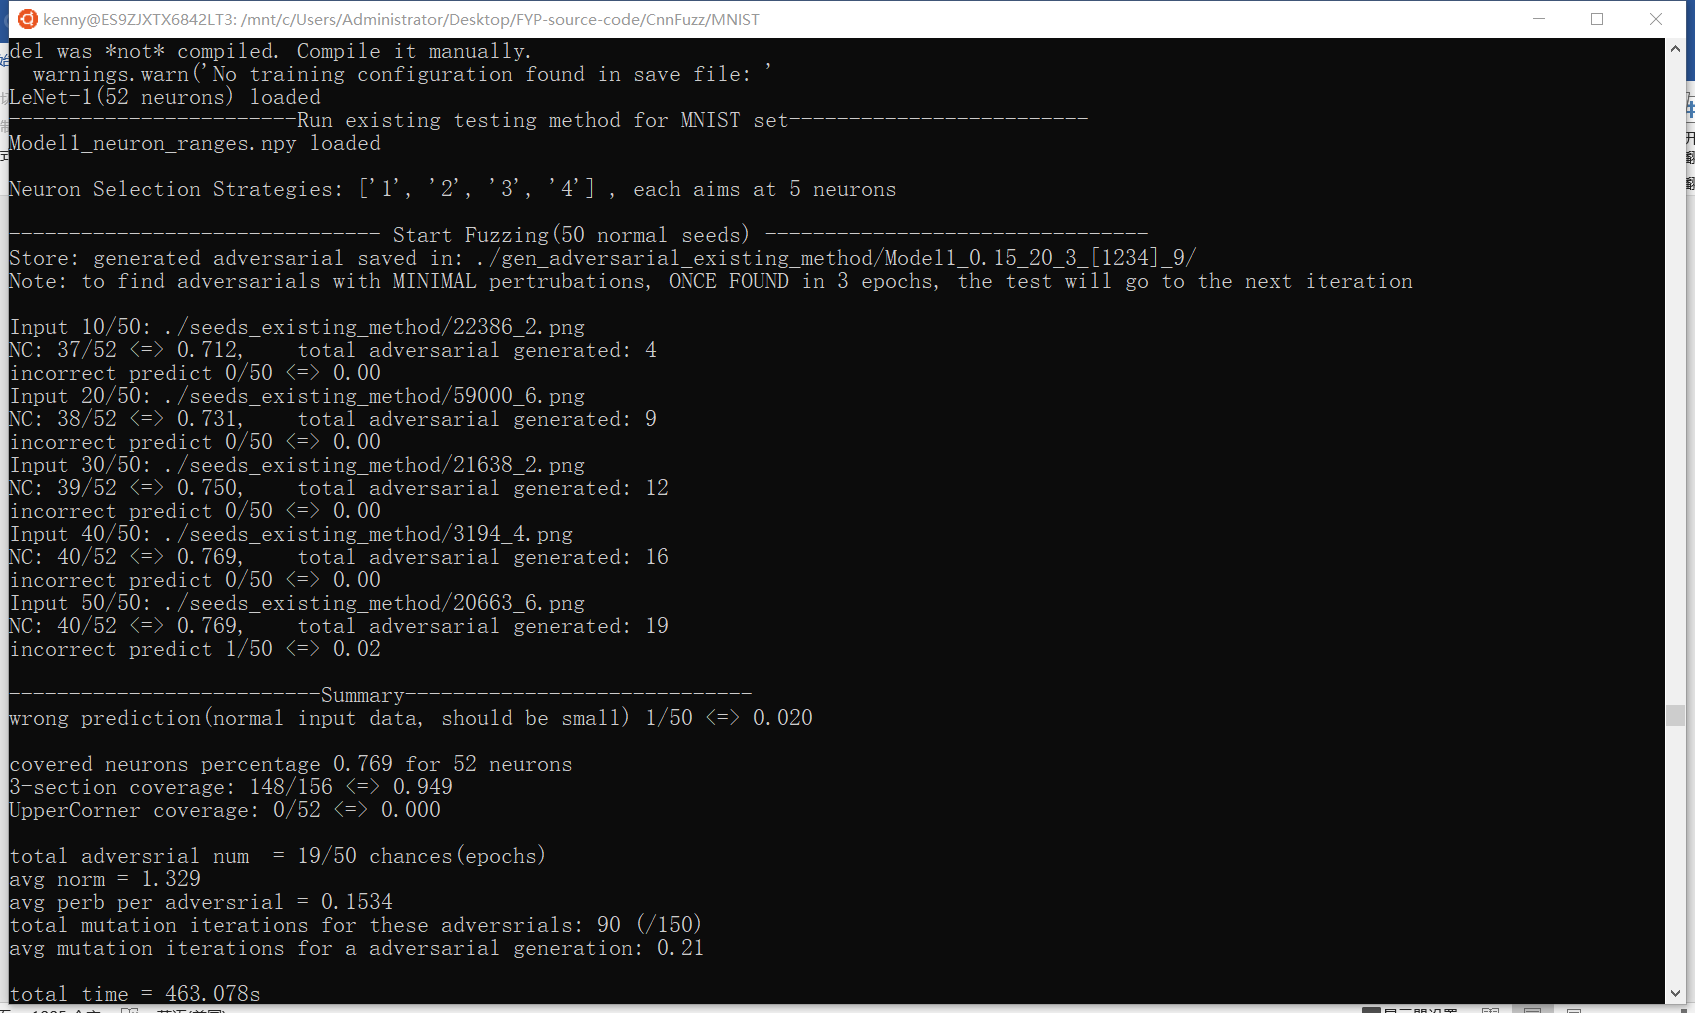 kenny@ES9ZJXTX6842LT3: /mnt/c/Users/Administrator/Desktop/FYP-source-code/CnnFuzz/MNIST
del was *not* compiled. Compile it manually.
warnings.warn('No training configuration found in save file: '
LeNet-1(52 neurons) loaded
------------------------Run existing testing method for MNIST set-------------------------
Model1_neuron_ranges.npy loaded
Neuron Selection Strategies: ['1', '2', '3', '4'] , each aims at 5 neurons
------------------------------- Start Fuzzing(50 normal seeds) --------------------------------
Store: generated adversarial saved in: ./gen_adversarial_existing_method/Model1_0.15_20_3_[1234]_9/
Note: to find adversarials with MINIMAL pertrubations, ONCE FOUND in 3 epochs, the test will go to the next iteration
Input 10/50: ./seeds_existing_method/22386_2.png
NC: 37/52 <=> 0.712,    total adversarial generated: 4
incorrect predict 0/50 <=> 0.00
Input 20/50: ./seeds_existing_method/59000_6.png
NC: 38/52 <=> 0.731,    total adversarial generated: 9
incorrect predict 0/50 <=> 0.00
Input 30/50: ./seeds_existing_method/21638_2.png
NC: 39/52 <=> 0.750,    total adversarial generated: 12
incorrect predict 0/50 <=> 0.00
Input 40/50: ./seeds_existing_method/3194_4.png
NC: 40/52 <=> 0.769,    total adversarial generated: 16
incorrect predict 0/50 <=> 0.00
Input 50/50: ./seeds_existing_method/20663_6.png
NC: 40/52 <=> 0.769,    total adversarial generated: 19
incorrect predict 1/50 <=> 0.02
--------------------------Summary-----------------------------
wrong prediction(normal input data, should be small) 1/50 <=> 0.020
covered neurons percentage 0.769 for 52 neurons
3-section coverage: 148/156 <=> 0.949
UpperCorner coverage: 0/52 <=> 0.000
total adversrial num  = 19/50 chances(epochs)
avg norm = 1.329
avg perb per adversrial = 0.1534
total mutation iterations for these adversrials: 90 (/150)
avg mutation iterations for a adversarial generation: 0.21
total time = 463.078s